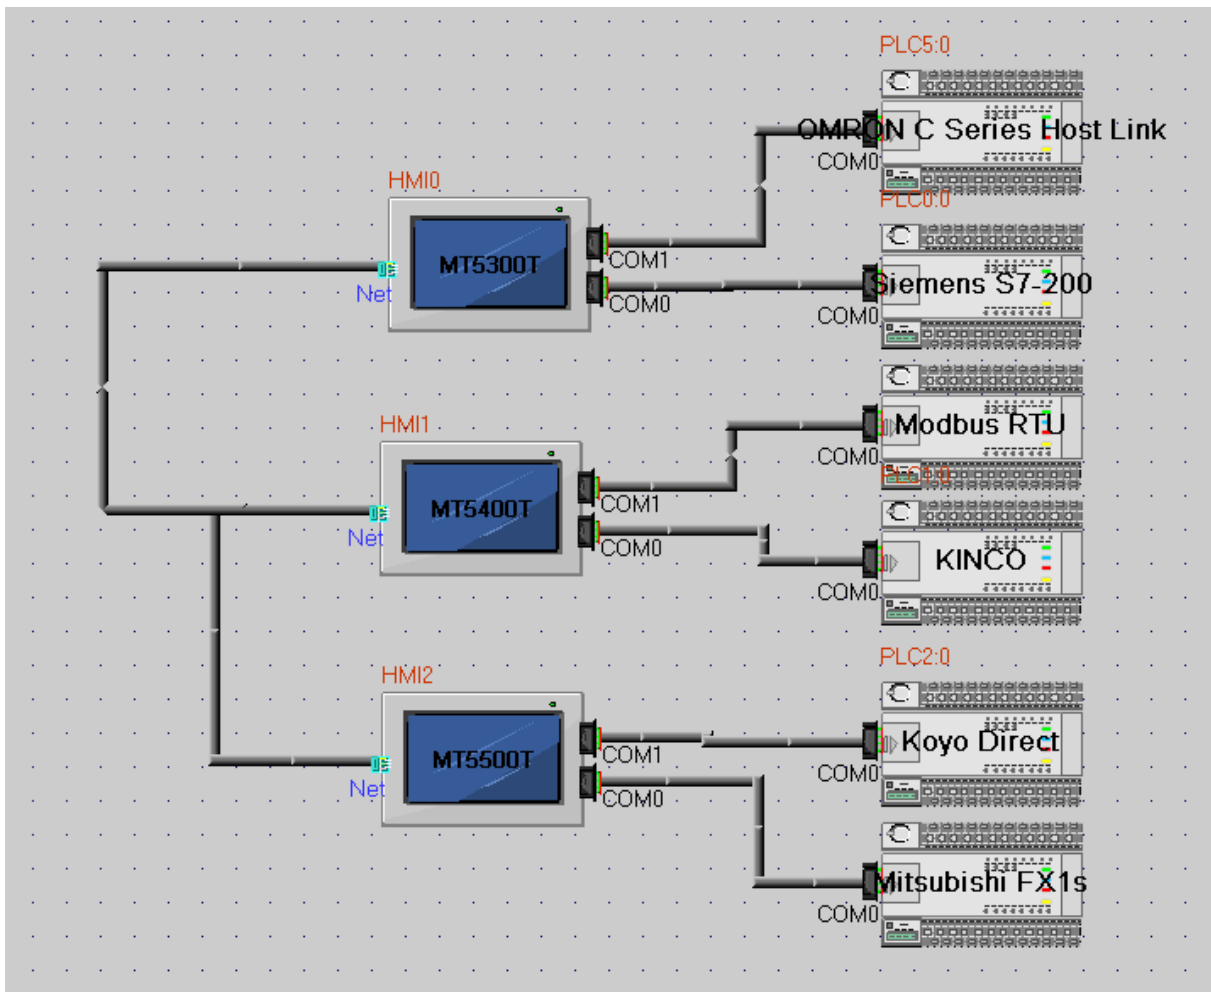 PLC5:0
OMRON C Series Host Link
COM0
HMI0
PLC0:0
MT5300T
COM1
Net
Siemens S7-200
COM0
COM0
HMI1
Modbus RTU
COM0
PLC1:0
MT5400T
COM1
Net
COM0
KINCO
COM0
PLC2:0
HMI2
Koyo Direct
MT5500T
COM1
COM0
Net
COM0
Mitsubishi FX1s
COM0